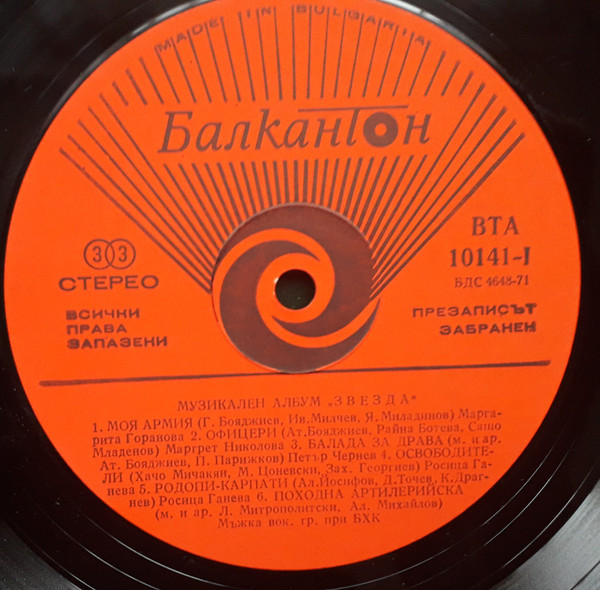 MADE IN BULGARIA
Балкантон
ВТА
10141-I
БДС 4648-71
33
СТЕРЕО
ВСИЧКИ
ПРАВА
ЗАПАЗЕНИ
ПРЕЗАПИСЪТ
ЗАБРАНЕН
МУЗИКАЛЕН АЛБУМ „ЗВЕЗДА"
1. МОЯ АРМИЯ (Г. Бояджиев, Ив. Милчев, Я. Миладинов) Марга-
рита Горанова 2. ОФИЦЕРИ (Ат. Бояджиев, Райна Ботева, Сашо
Младенов) Маргрет Николова 3. БАЛАДА ЗА ДРАВА (м. и ар.
Ат. Бояджиев, П. Парижков) Петър Чернев 4. ОСВОБОДИТЕ-
ЛИ (Хачо Мичакян, М. Цоневски, Зах. Георгиев) Росица Га-
нева 5. РОДОПИ-КАРПАТИ (Ал. Йосифов, Д. Точев, К. Драг-
нев) Росица Ганева 6. ПОХОДНА АРТИЛЕРИЙСКА
(м. и ар. Л. Митрополитски, Ал. Михайлов)
Мъжка вок. гр. при БХК